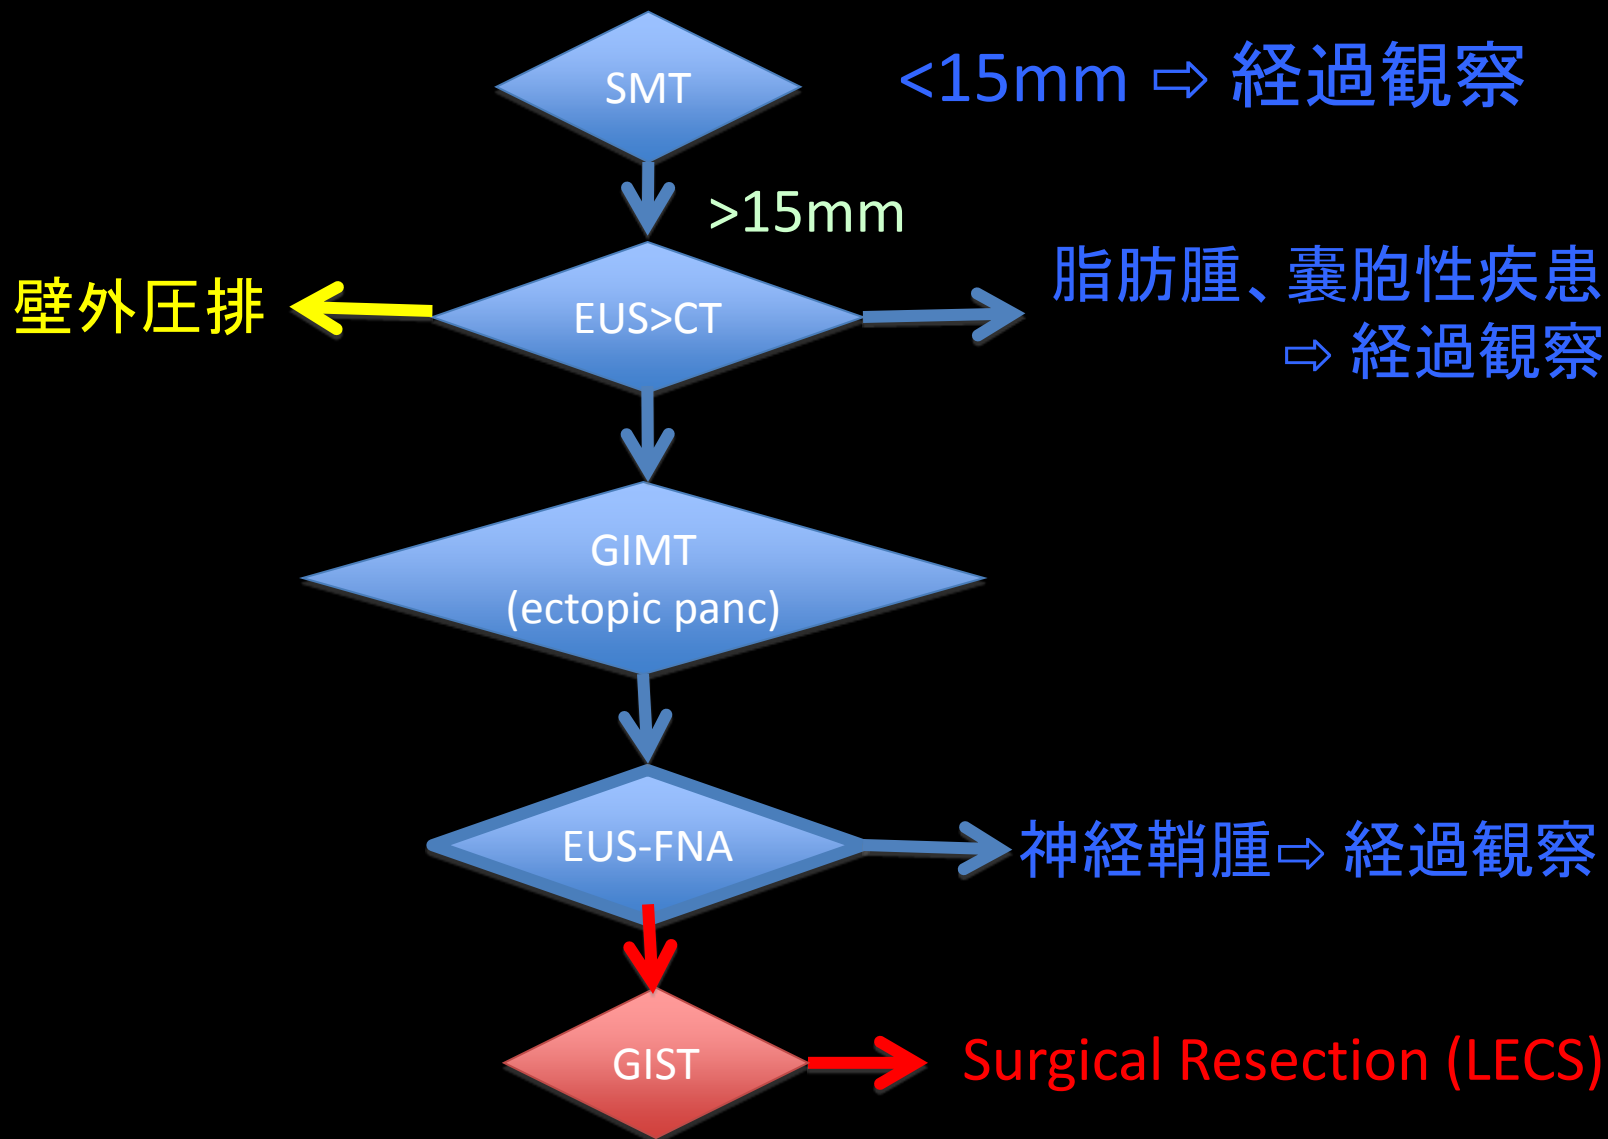 SMT
<15mm ⇨ 経過観察
>15mm
壁外圧排
EUS>CT
脂肪腫、嚢胞性疾患
⇨ 経過観察
GIMT
(ectopic panc)
EUS-FNA
神経鞘腫⇨ 経過観察
GIST
Surgical Resection (LECS)